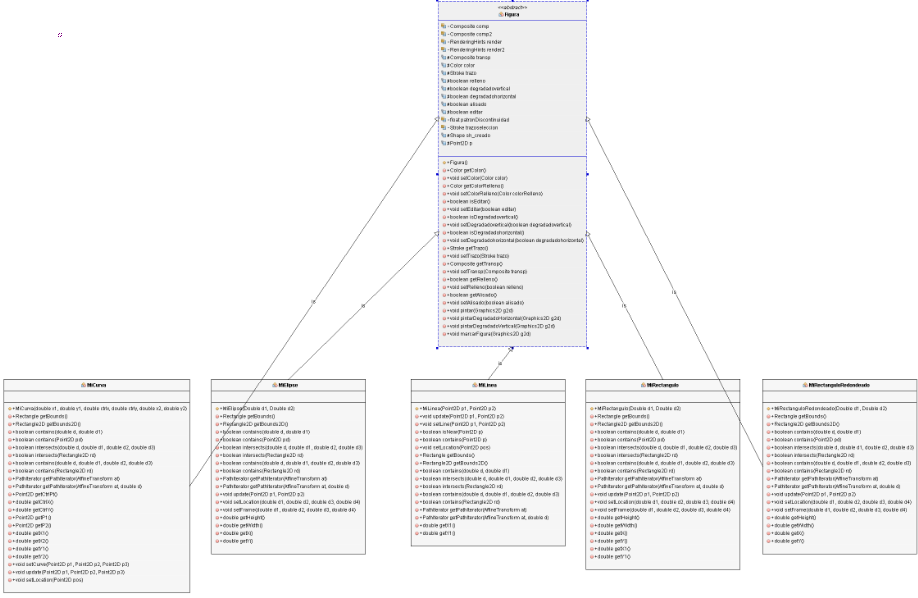 <<abstract>>
Figura
-Composite comp
-Composite comp2
-RenderingHints render
-RenderingHints render2
#Composite transp
#Color color
#Stroke trazo
#boolean relleno
#boolean degradadovertical
#boolean degradadohorizontal
#boolean alisado
#boolean editar
-float patronDiscontinuidad
-Stroke trazoseleccion
#Shape sh_creado
#Point2D p
+Figura()
+Color getColor()
+void setColor(Color color)
+Color getColorRelleno()
+void setColorRelleno(Color colorRelleno)
+boolean isEditar()
+void setEditar(boolean editar)
+boolean isDegradadovertical()
+void setDegradadovertical(boolean degradadovertical)
+boolean isDegradadohorizontal()
+void setDegradadohorizontal(boolean degradadohorizontal)
+Stroke getTrazo()
+void setTrazo(Stroke trazo)
+Composite getTransp()
+void setTransp(Composite transp)
+boolean getRelleno()
+void setRelleno(boolean relleno)
+boolean getAlisado()
+void setAlisado(boolean alisado)
+void pintar(Graphics2D g2d)
+void pintarDegradadoHorizontal(Graphics2D g2d)
+void pintarDegradadoVertical(Graphics2D g2d)
+void marcarFigura(Graphics2D g2d)
MiCurva
+Rectangle getBounds()
+Rectangle2D getBounds2D()
+boolean contains(double d, double d1)
+boolean contains(Point2D pd)
+boolean intersects(double d, double d1, double d2, double d3)
+boolean intersects(Rectangle2D rd)
+boolean contains(double d, double d1, double d2, double d3)
+boolean contains(Rectangle2D rd)
+PathIterator getPathIterator(AffineTransform at)
+PathIterator getPathIterator(AffineTransform at, double d)
+Point2D getCtrlPt()
+double getCtrlX()
+double getCtrlY()
+Point2D getP1()
+Point2D getP2()
+double getX1()
+double getX2()
+double getY1()
+double getY2()
+void setCurve(Point2D p1, Point2D p2, Point2D p3)
+void update(Point2D p1, Point2D p2, Point2D p3)
+void setLocation(Point2D pos)
MiElipse
+MiElipse(Double d1, Double d2)
+Rectangle getBounds()
+Rectangle2D getBounds2D()
+boolean contains(double d, double d1)
+boolean contains(Point2D pd)
+boolean intersects(double d, double d1, double d2, double d3)
+boolean intersects(Rectangle2D rd)
+boolean contains(double d, double d1, double d2, double d3)
+boolean contains(Rectangle2D rd)
+PathIterator getPathIterator(AffineTransform at)
+PathIterator getPathIterator(AffineTransform at, double d)
+void update(Point2D p1, Point2D p2)
+void setLocation(double d1, double d2, double d3, double d4)
+void setFrame(double d1, double d2, double d3, double d4)
+double getHeight()
+double getWidth()
+double getX()
+double getY()
MiLinea
+MiLinea(Point2D p1, Point2D p2)
+void update(Point2D p1, Point2D p2)
+void setLine(Point2D p1, Point2D p2)
+boolean isNear(Point2D p)
+boolean contains(Point2D p)
+void setLocation(Point2D pos)
+Rectangle getBounds()
+Rectangle2D getBounds2D()
+boolean contains(double d, double d1)
+boolean intersects(double d, double d1, double d2, double d3)
+boolean intersects(Rectangle2D rd)
+boolean contains(double d, double d1, double d2, double d3)
+boolean contains(Rectangle2D rd)
+PathIterator getPathIterator(AffineTransform at)
+PathIterator getPathIterator(AffineTransform at, double d)
+double getX1()
+double getY1()
MiRectangulo
+MiRectangulo(Double d1, Double d2)
+Rectangle getBounds()
+Rectangle2D getBounds2D()
+boolean contains(double d, double d1)
+boolean contains(Point2D pd)
+boolean intersects(double d, double d1, double d2, double d3)
+boolean intersects(Rectangle2D rd)
+boolean contains(double d, double d1, double d2, double d3)
+boolean contains(Rectangle2D rd)
+PathIterator getPathIterator(AffineTransform at)
+PathIterator getPathIterator(AffineTransform at, double d)
+void update(Point2D p1, Point2D p2)
+void setLocation(double d1, double d2, double d3, double d4)
+void setFrame(double d1, double d2, double d3, double d4)
+double getHeight()
+double getWidth()
+double getX()
+double getY()
+double getX1()
+double getY1()
MiRectanguloRedondeado
+MiRectanguloRedondeado(Double d1, Double d2)
+Rectangle getBounds()
+Rectangle2D getBounds2D()
+boolean contains(double d, double d1)
+boolean contains(Point2D pd)
+boolean intersects(double d, double d1, double d2, double d3)
+boolean intersects(Rectangle2D rd)
+boolean contains(double d, double d1, double d2, double d3)
+boolean contains(Rectangle2D rd)
+PathIterator getPathIterator(AffineTransform at)
+PathIterator getPathIterator(AffineTransform at, double d)
+void update(Point2D p1, Point2D p2)
+void setLocation(double d1, double d2, double d3, double d4)
+void setFrame(double d1, double d2, double d3, double d4)
+double getHeight()
+double getWidth()
+double getX()
+double getY()